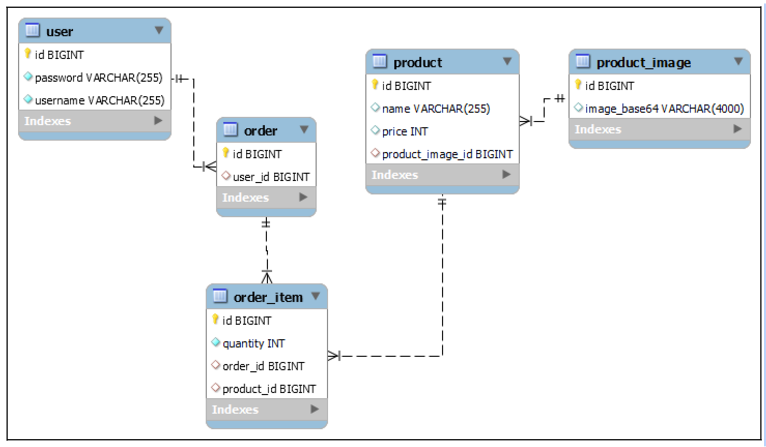 user
id BIGINT
password VARCHAR(255)
username VARCHAR(255)
Indexes
order
id BIGINT
user_id BIGINT
Indexes
order_item
id BIGINT
quantity INT
order_id BIGINT
product_id BIGINT
Indexes
product
id BIGINT
name VARCHAR(255)
price INT
product_image_id BIGINT
Indexes
product_image
id BIGINT
image_base64 VARCHAR(4000)
Indexes